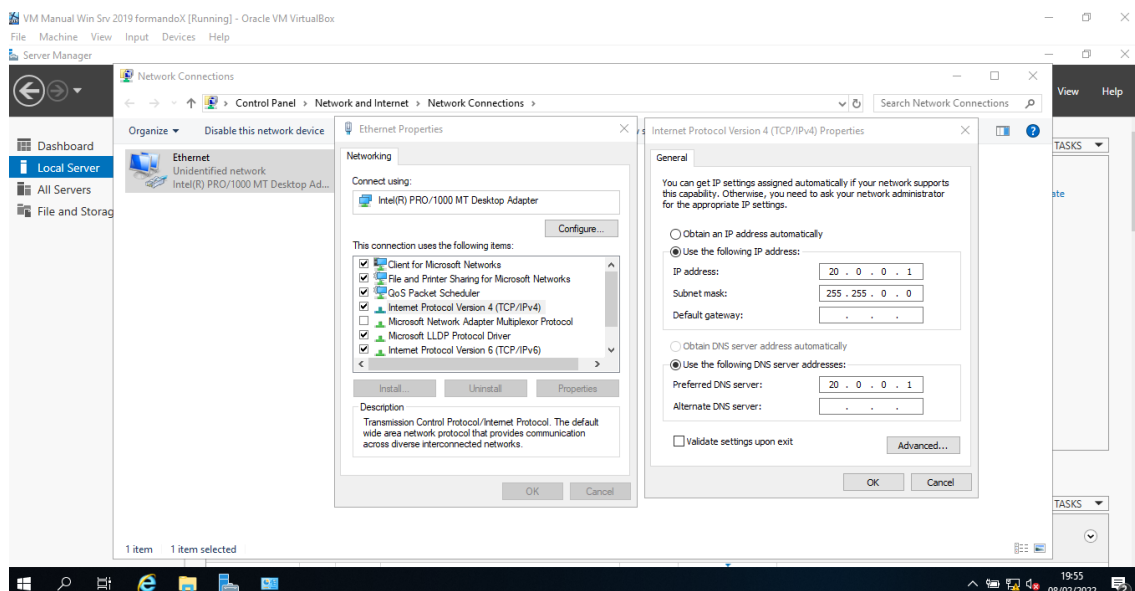 VM Manual Win Srv 2019 formandoX [Running] - Oracle VM VirtualBox
File Machine View Input Devices Help
Server Manager
Network Connections
View Help
Control Panel > Network and Internet > Network Connections >
Search Network Connections
Organize Disable this network device
Dashboard
Local Server
All Servers
File and Storag
Ethernet
Unidentified network
Intel(R) PRO/1000 MT Desktop Ad...
Ethernet Properties
Networking
Connect using:
Intel(R) PRO/1000 MT Desktop Adapter
Configure...
This connection uses the following items:
Client for Microsoft Networks
File and Printer Sharing for Microsoft Networks
QoS Packet Scheduler
Internet Protocol Version 4 (TCP/IPv4)
Microsoft Network Adapter Multiplexor Protocol
Microsoft LLDP Protocol Driver
Internet Protocol Version 6 (TCP/IPv6)
Install... Uninstall Properties
Description
Transmission Control Protocol/Internet Protocol. The default
wide area network protocol that provides communication
across diverse interconnected networks.
OK Cancel
Internet Protocol Version 4 (TCP/IPv4) Properties
General
You can get IP settings assigned automatically if your network supports
this capability. Otherwise, you need to ask your network administrator
for the appropriate IP settings.
Obtain an IP address automatically
Use the following IP address:
IP address: 20 . 0 . 0 . 1
Subnet mask: 255 . 255 . 0 . 0
Default gateway: . . .
Obtain DNS server address automatically
Use the following DNS server addresses:
Preferred DNS server: 20 . 0 . 0 . 1
Alternate DNS server: . . .
Validate settings upon exit
Advanced...
OK Cancel
TASKS
ate
TASKS
1 item 1 item selected
19:55
08/02/2022